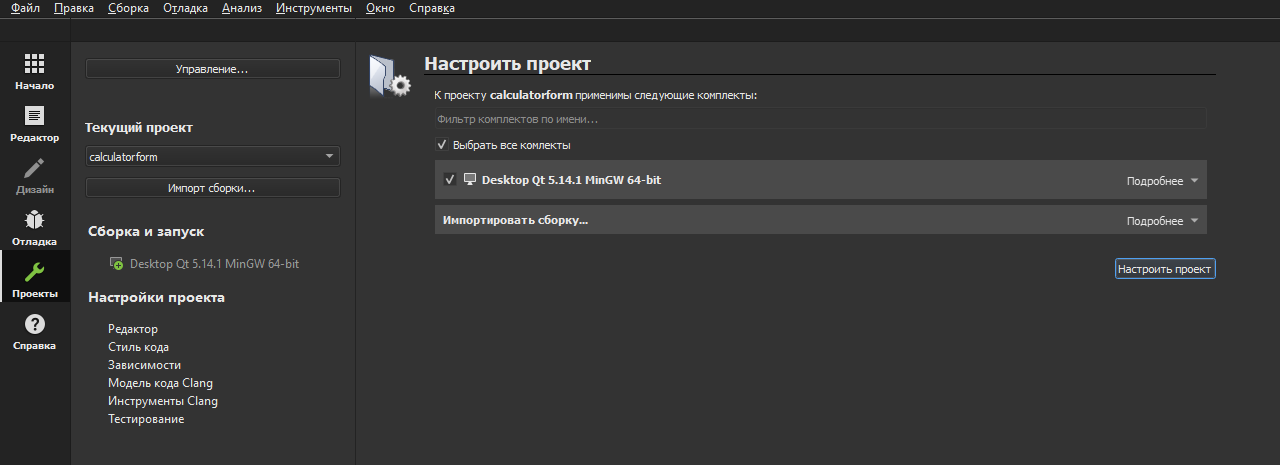 Файл Правка Сборка Отладка Анализ Инструменты Окно Справка
Начало
Редактор
Дизайн
Отладка
Проекты
Справка
Управление...
Текущий проект
calculatorform
Импорт сборки...
Сборка и запуск
Desktop Qt 5.14.1 MinGW 64-bit
Настройки проекта
Редактор
Стиль кода
Зависимости
Модель кода Clang
Инструменты Clang
Тестирование
Настроить проект
К проекту calculatorform применимы следующие комплекты:
Фильтр комплектов по имени...
Выбрать все комлекты
Desktop Qt 5.14.1 MinGW 64-bit Подробнее
Импортировать сборку... Подробнее
Настроить проект